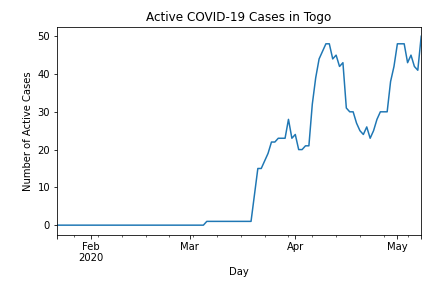 Active COVID-19 Cases in Togo
50
40
30
20
10
0
Number of Active Cases
Feb
2020
Mar
Apr
May
Day